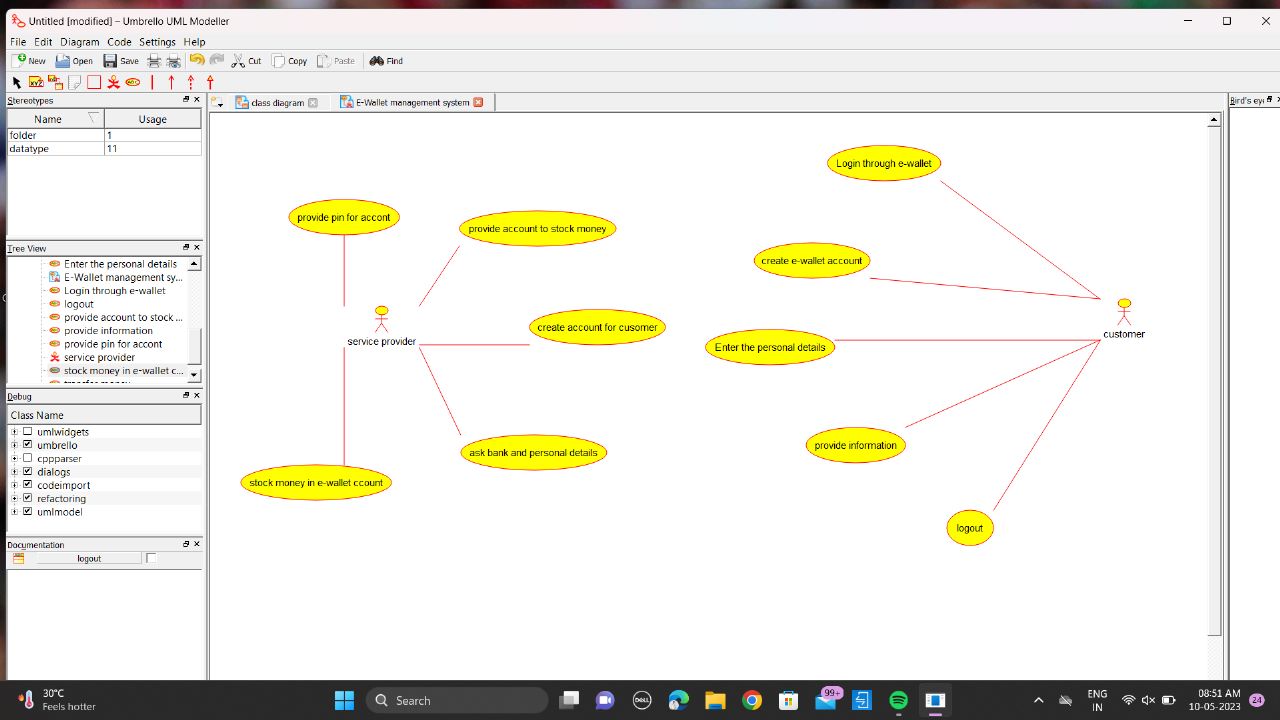 Untitled [modified] – Umbrello UML Modeller
File Edit Diagram Code Settings Help
New Open Save Cut Copy Paste Find
Stereotypes
Name Usage
folder 1
datatype 11
Tree View
Enter the personal details
E-Wallet management sy...
Login through e-wallet
logout
provide account to stock ...
provide information
provide pin for accont
service provider
stock money in e-wallet c...
transfer money
Debug
Class Name
umlwidgets
umbrello
cppparser
dialogs
codeimport
refactoring
umlmodel
Documentation
logout
class diagram
E-Wallet management system
Bird's ey
Login through e-wallet
provide pin for accont
provide account to stock money
create e-wallet account
create account for cusomer
service provider
customer
Enter the personal details
provide information
ask bank and personal details
stock money in e-wallet ccount
logout
30°C
Feels hotter
Search
DELL
99+
ENG
IN
08:51 AM
10-05-2023
24